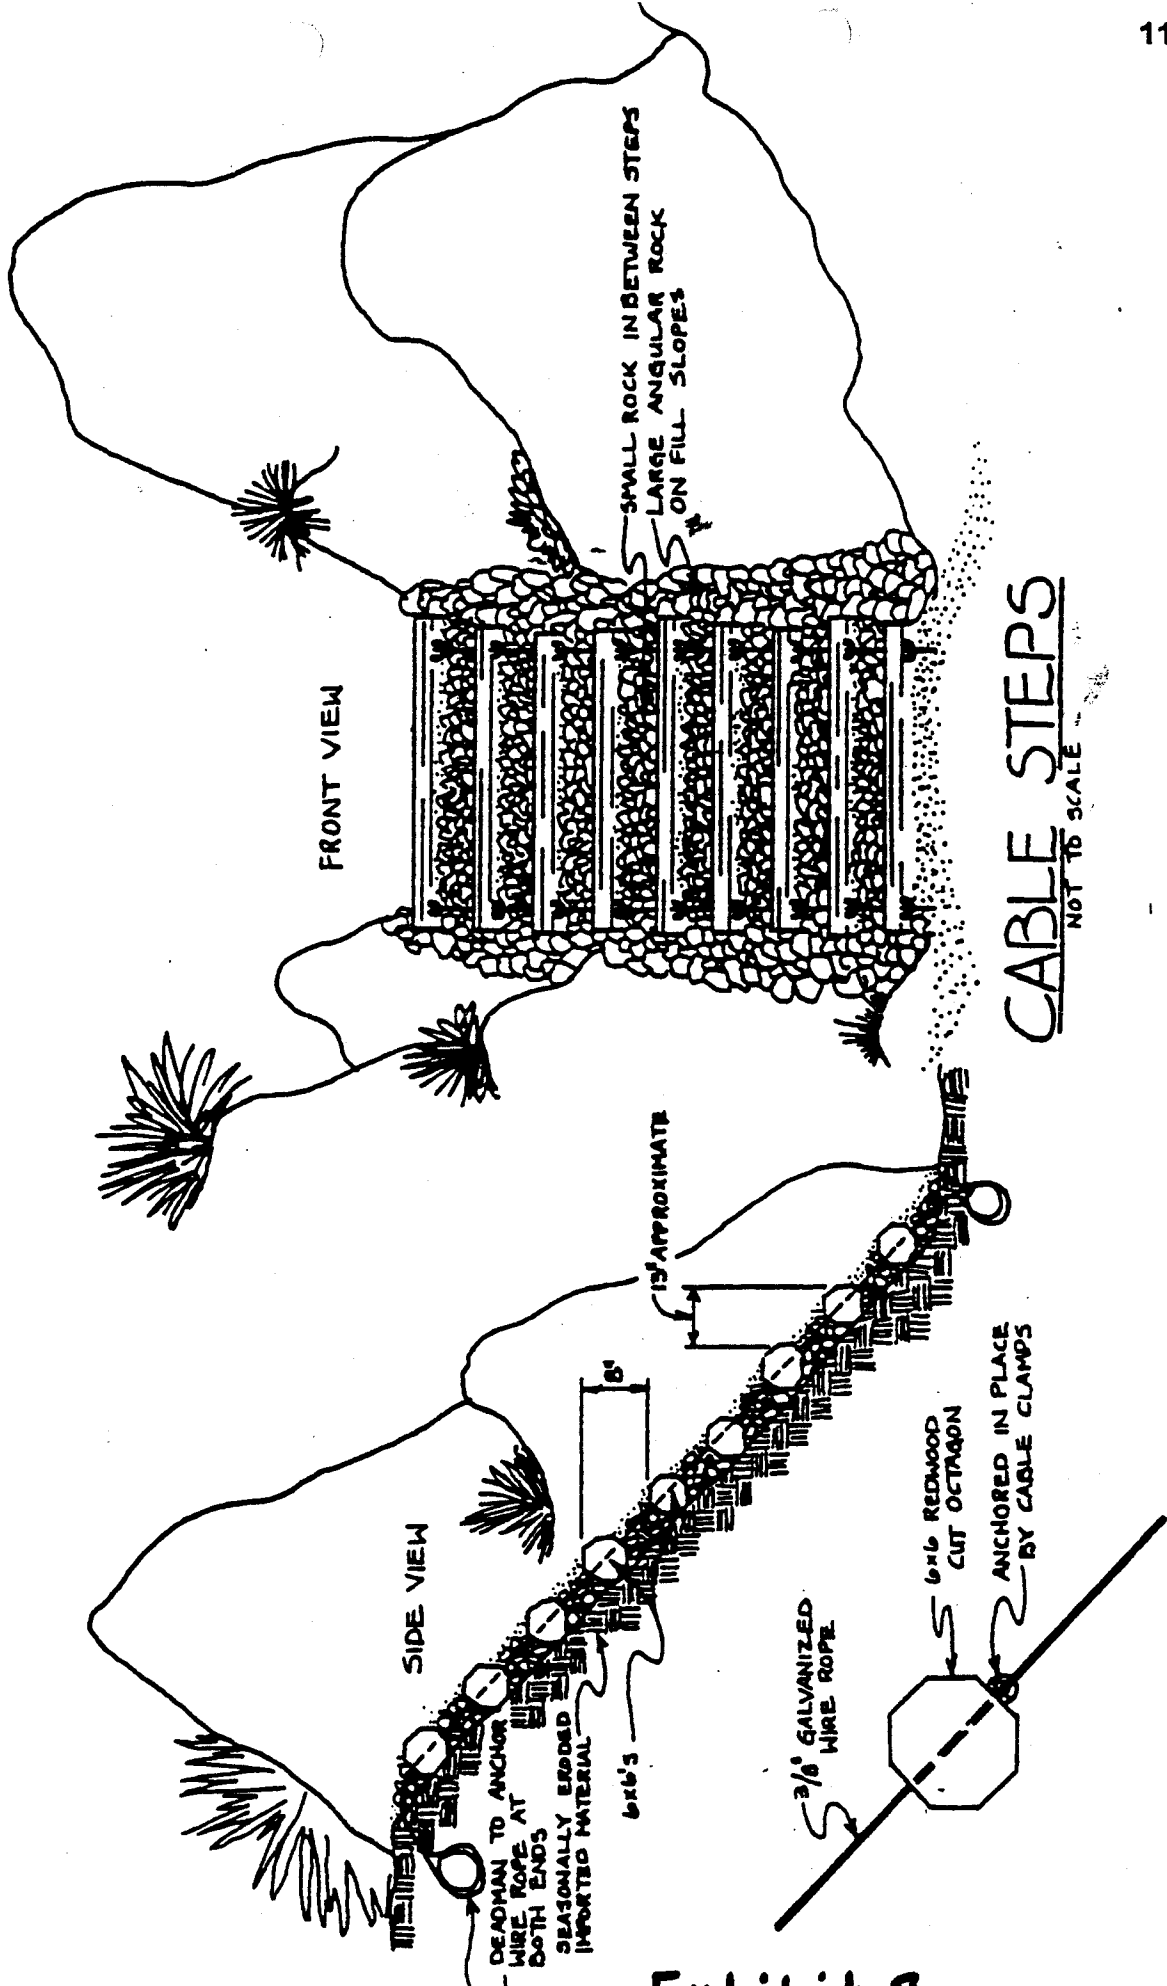 11
FRONT VIEW
SMALL ROCK IN BETWEEN STEPS
LARGE ANGULAR ROCK
ON FILL SLOPES
SIDE VIEW
8"
13" APPROXIMATE
DEADMAN TO ANCHOR
WIRE ROPE AT
BOTH ENDS
SEASONALLY ERODED
IMPORTED MATERIAL
6x6's
3/8" GALVANIZED
WIRE ROPE
6x6 REDWOOD
CUT OCTAGON
ANCHORED IN PLACE
BY CABLE CLAMPS
CABLE STEPS
NOT TO SCALE